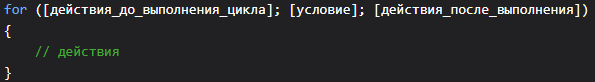 for ([действия_до_выполнения_цикла]; [условие]; [действия_после_выполнения])
{
    // действия
}